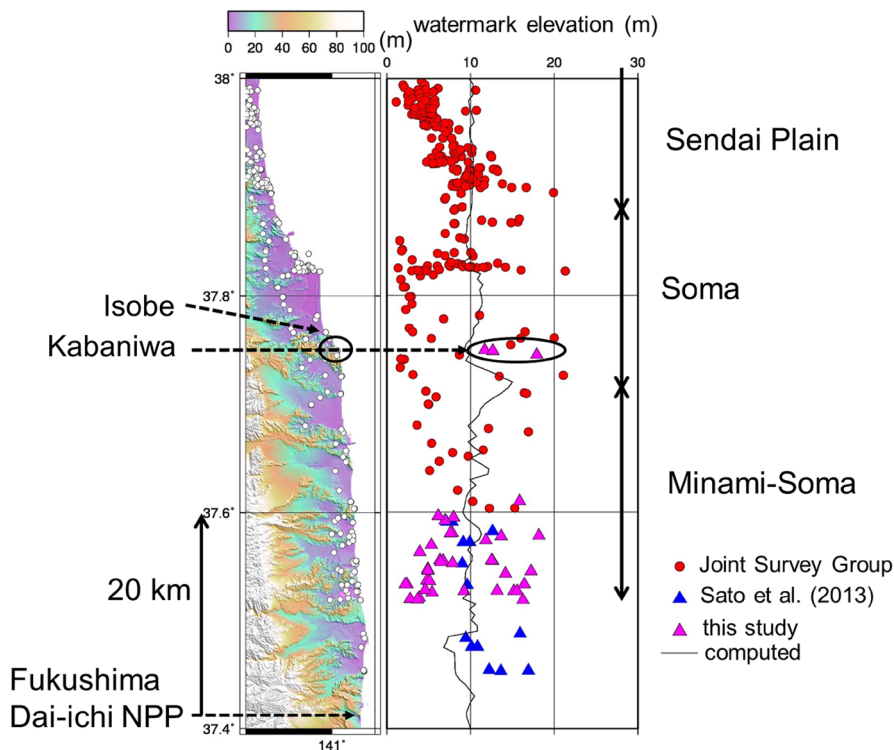 watermark elevation (m)
(m)
0 20 40 60 80 100
0 10 20 30
38°
Sendai Plain
37.8°
Isobe
Soma
Kabaniwa
Minami-Soma
37.6°
20 km
Joint Survey Group
Sato et al. (2013)
this study
computed
Fukushima
Dai-ichi NPP
37.4°
141°